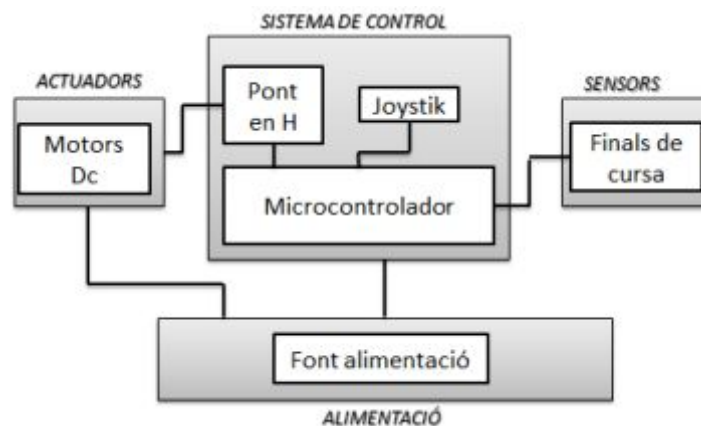 SISTEMA DE CONTROL
ACTUADORS
Pont
en H
Joystik
SENSORS
Motors
Dc
Finals de
cursa
Microcontrolador
Font alimentació
ALIMENTACIÓ